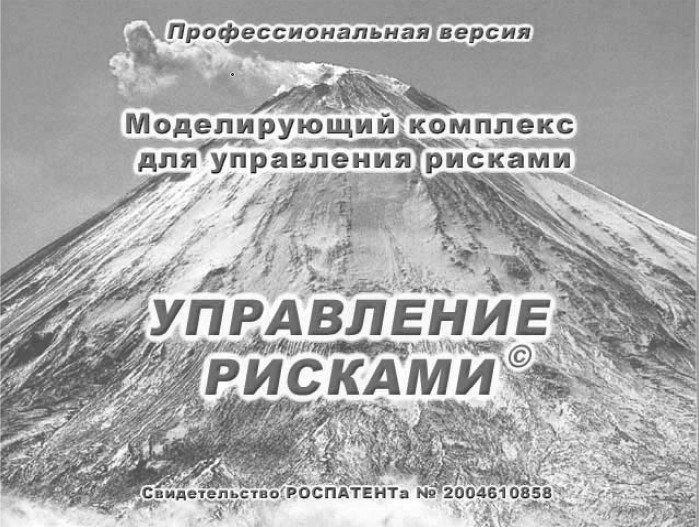 Профессиональная версия
Моделирующий комплекс
для управления рисками
УПРАВЛЕНИЕ
РИСКАМИ ©
Свидетельство РОСПАТЕНТа № 2004610858